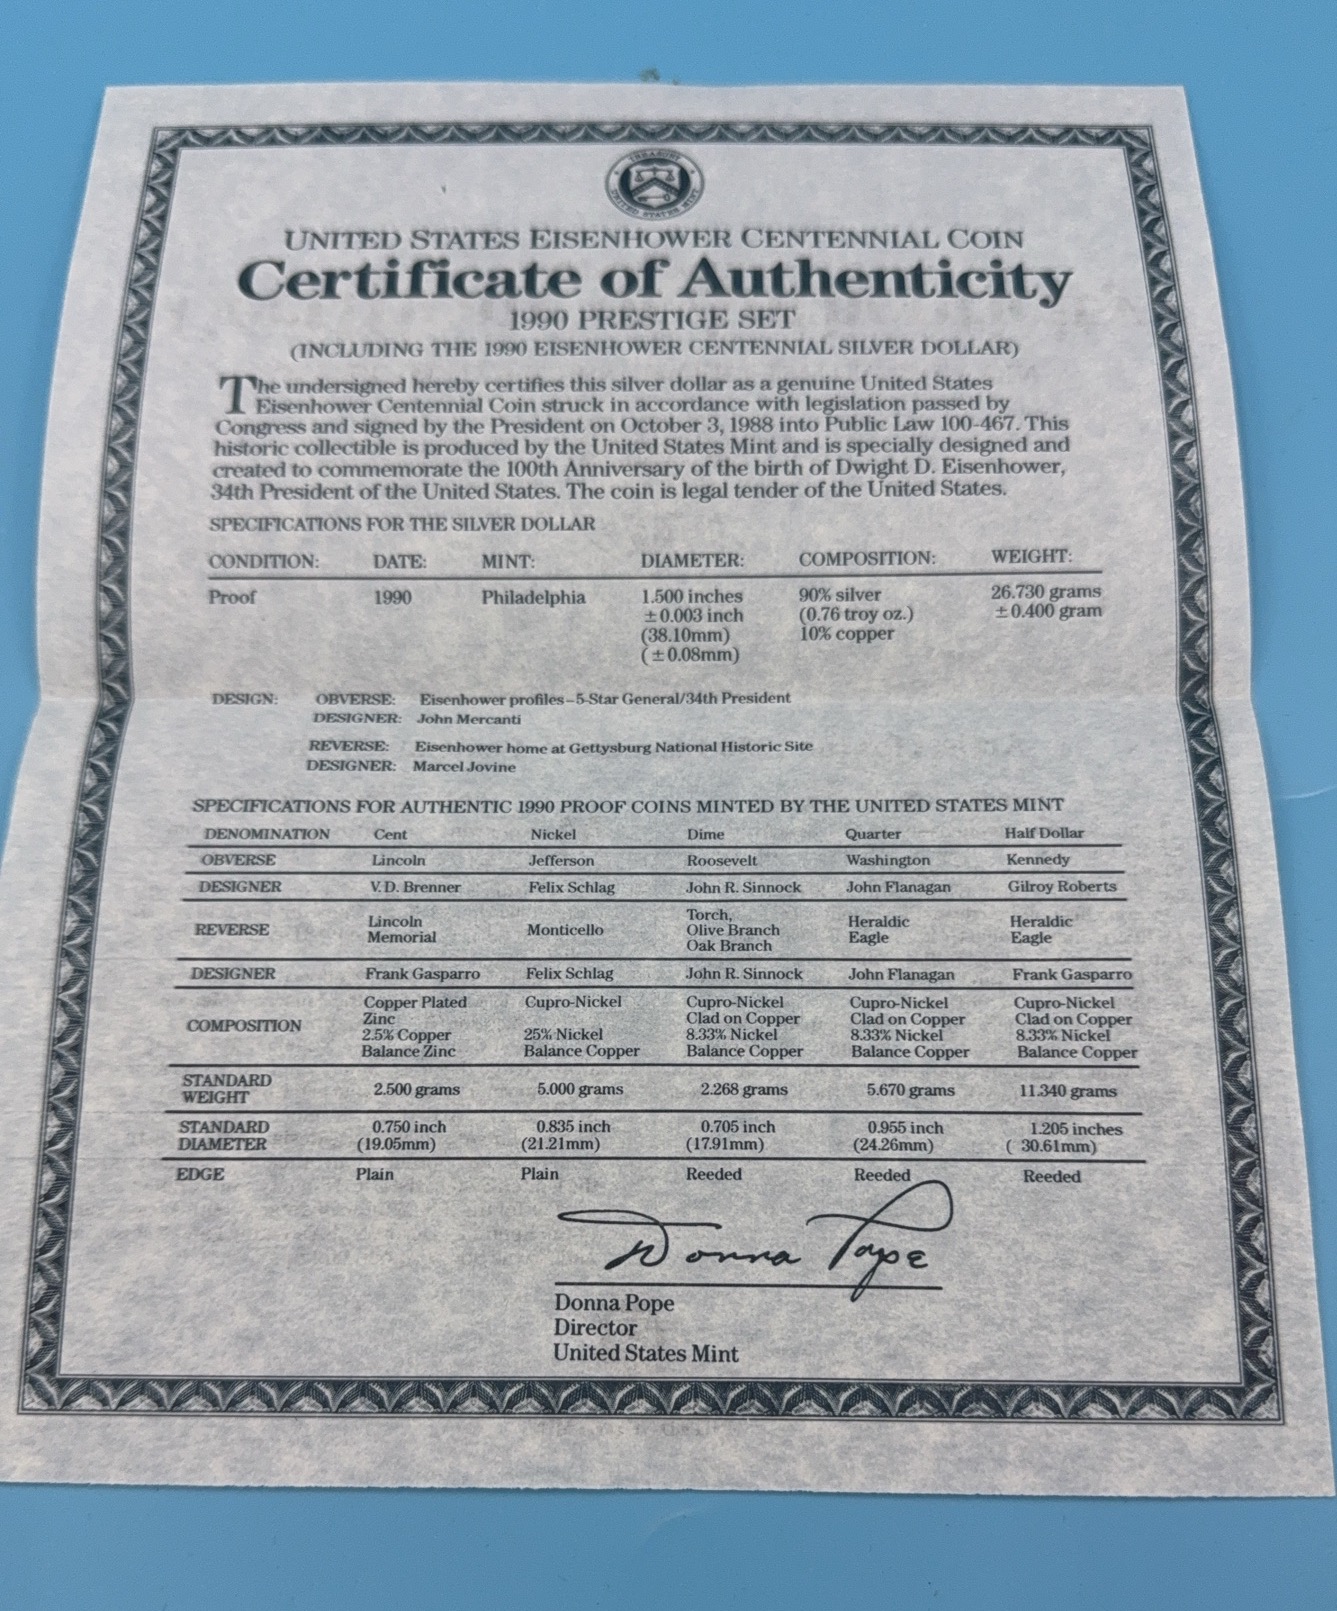 TREASURY
UNITED STATES MINT
UNITED STATES EISENHOWER CENTENNIAL COIN
Certificate of Authenticity
1990 PRESTIGE SET
(INCLUDING THE 1990 EISENHOWER CENTENNIAL SILVER DOLLAR)
The undersigned hereby certifies this silver dollar as a genuine United States
Eisenhower Centennial Coin struck in accordance with legislation passed by
Congress and signed by the President on October 3, 1988 into Public Law 100-467. This
historic collectible is produced by the United States Mint and is specially designed and
created to commemorate the 100th Anniversary of the birth of Dwight D. Eisenhower,
34th President of the United States. The coin is legal tender of the United States.
SPECIFICATIONS FOR THE SILVER DOLLAR
CONDITION: DATE: MINT: DIAMETER: COMPOSITION: WEIGHT:
Proof 1990 Philadelphia 1.500 inches 90% silver 26.730 grams
±0.003 inch (0.76 troy oz.) ±0.400 gram
(38.10mm) 10% copper
(±0.08mm)
DESIGN: OBVERSE: Eisenhower profiles–5-Star General/34th President
DESIGNER: John Mercanti
REVERSE: Eisenhower home at Gettysburg National Historic Site
DESIGNER: Marcel Jovine
SPECIFICATIONS FOR AUTHENTIC 1990 PROOF COINS MINTED BY THE UNITED STATES MINT
DENOMINATION Cent Nickel Dime Quarter Half Dollar
OBVERSE Lincoln Jefferson Roosevelt Washington Kennedy
DESIGNER V.D. Brenner Felix Schlag John R. Sinnock John Flanagan Gilroy Roberts
REVERSE Lincoln Memorial Monticello Torch, Olive Branch Oak Branch Heraldic Eagle Heraldic Eagle
DESIGNER Frank Gasparro Felix Schlag John R. Sinnock John Flanagan Frank Gasparro
COMPOSITION Copper Plated Zinc 2.5% Copper Balance Zinc Cupro-Nickel 25% Nickel Balance Copper Cupro-Nickel Clad on Copper 8.33% Nickel Balance Copper Cupro-Nickel Clad on Copper 8.33% Nickel Balance Copper Cupro-Nickel Clad on Copper 8.33% Nickel Balance Copper
STANDARD WEIGHT 2.500 grams 5.000 grams 2.268 grams 5.670 grams 11.340 grams
STANDARD DIAMETER 0.750 inch (19.05mm) 0.835 inch (21.21mm) 0.705 inch (17.91mm) 0.955 inch (24.26mm) 1.205 inches ( 30.61mm)
EDGE Plain Plain Reeded Reeded Reeded
Donna Pope
Donna Pope
Director
United States Mint